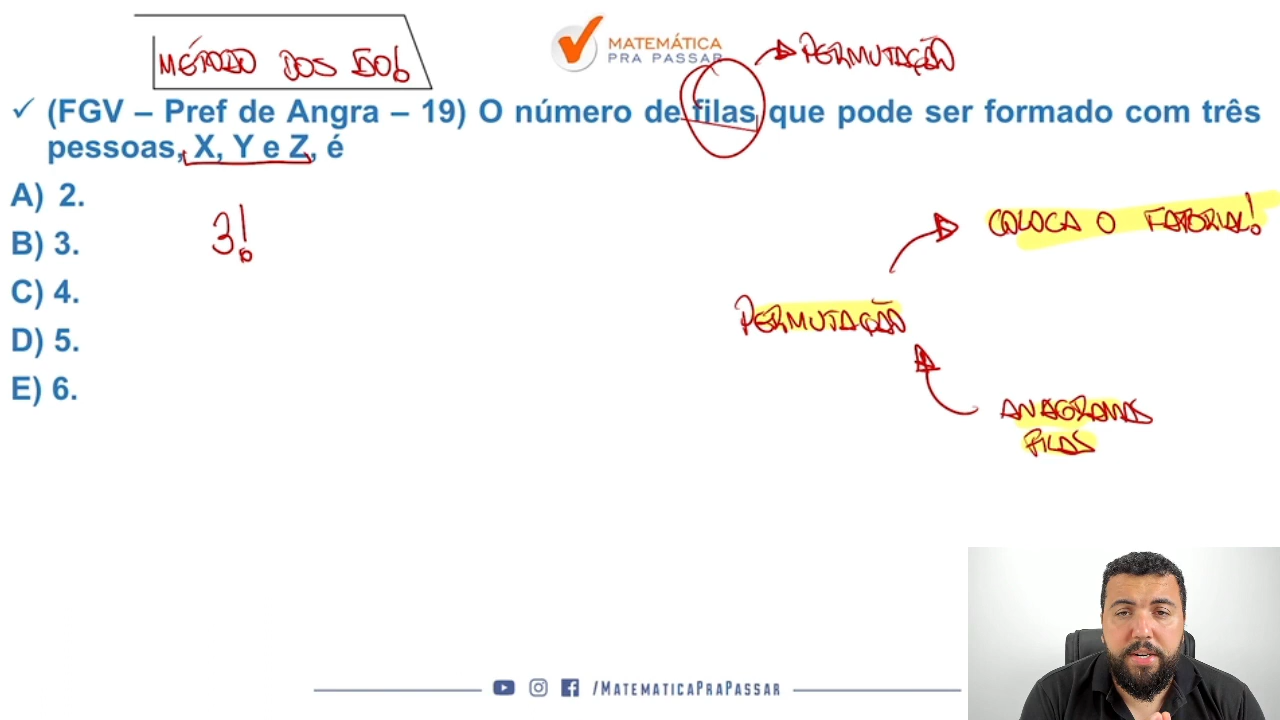 MÉTODO DOS 50!
MATEMÁTICA
PRA PASSAR
PERMUTAÇÃO
✓ (FGV – Pref de Angra – 19) O número de filas que pode ser formado com três
pessoas, X, Y e Z, é
A) 2.
B) 3.
C) 4.
D) 5.
E) 6.
3!
COLOCA O FATORIAL!
PERMUTAÇÃO
ANAGRAMAS
FILAS
/MATEMATICAPRAPASSAR